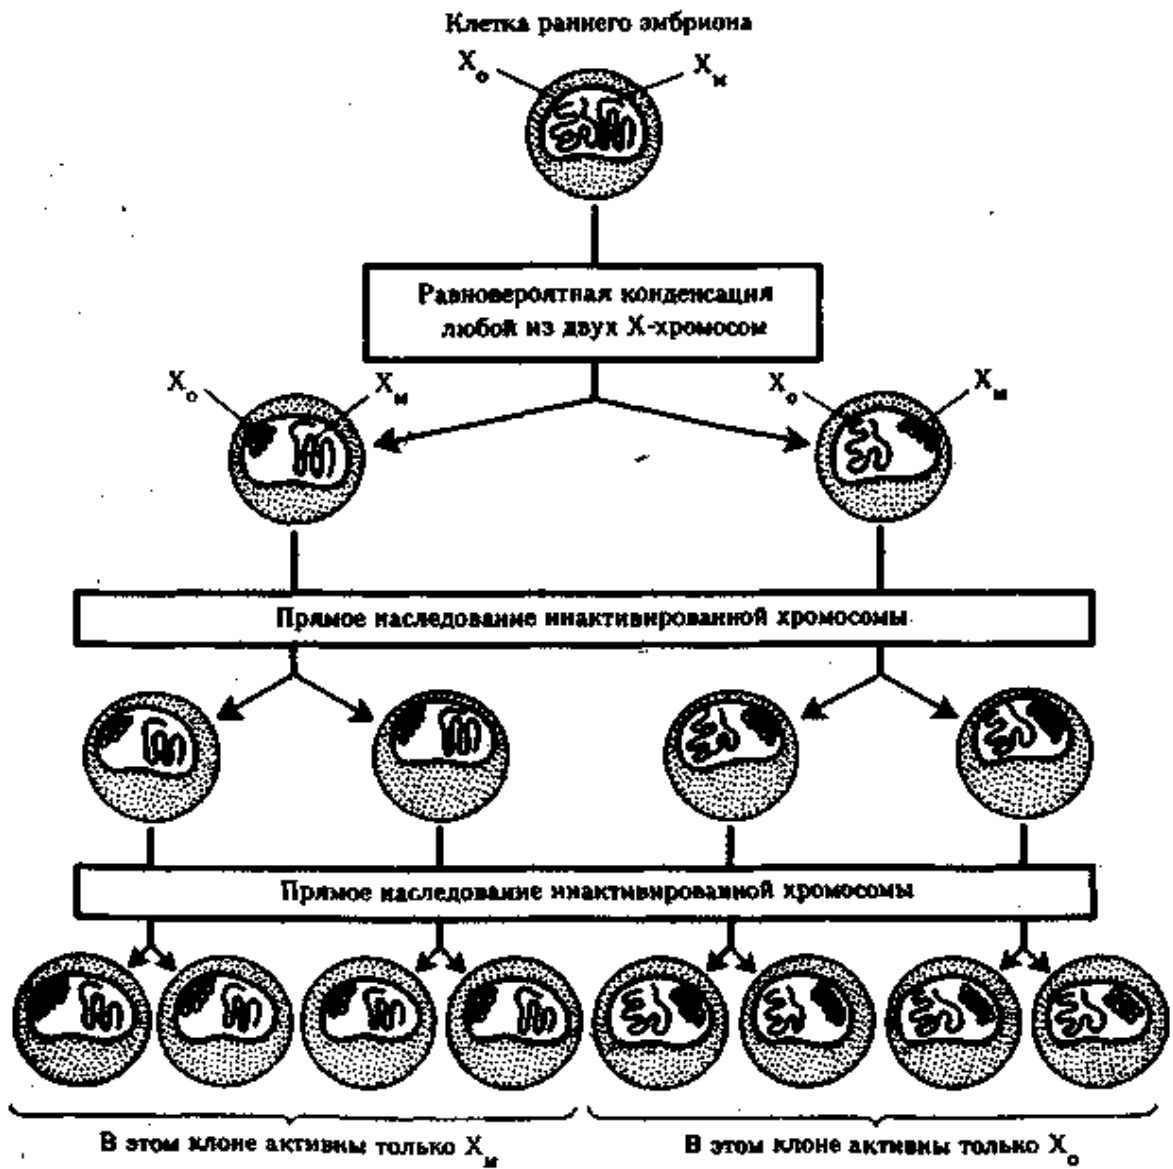 Клетка раннего эмбриона
Xо Xм
Равновероятная конденсация
любой из двух X-хромосом
Xо Xм Xо Xм
Прямое наследование инактивированной хромосомы
Прямое наследование инактивированной хромосомы
В этом клоне активны только Xм В этом клоне активны только Xо